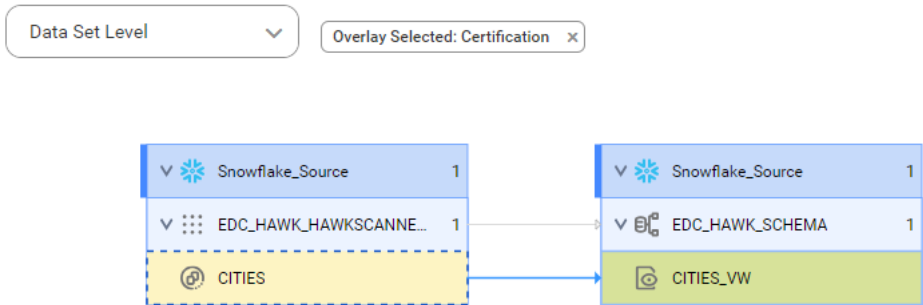 Data Set Level
Overlay Selected: Certification ×
Snowflake_Source 1
Snowflake_Source 1
EDC_HAWK_HAWKSCANNE... 1
EDC_HAWK_SCHEMA 1
CITIES
CITIES_VW